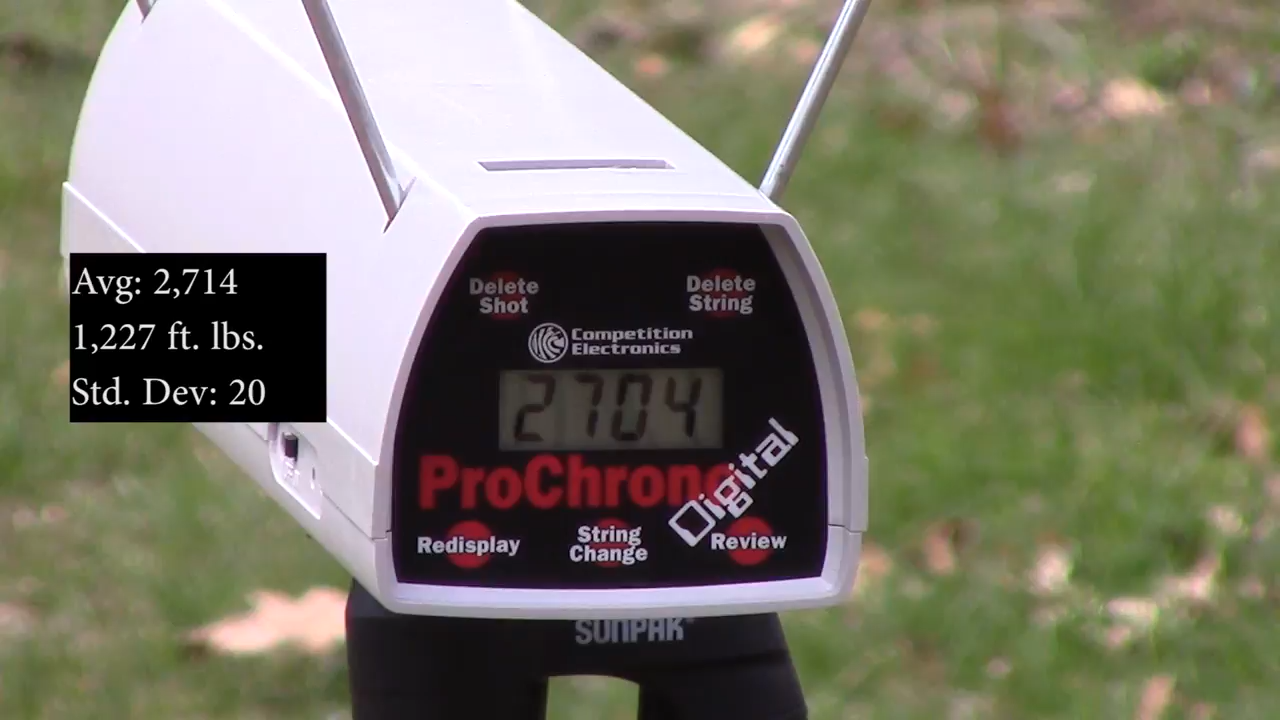 Avg: 2,714
1,227 ft. lbs.
Std. Dev: 20
Delete
Shot
Delete
String
Competition
Electronics
2704
ProChrono
Digital
Redisplay
String
Change
Review
SUNPAK